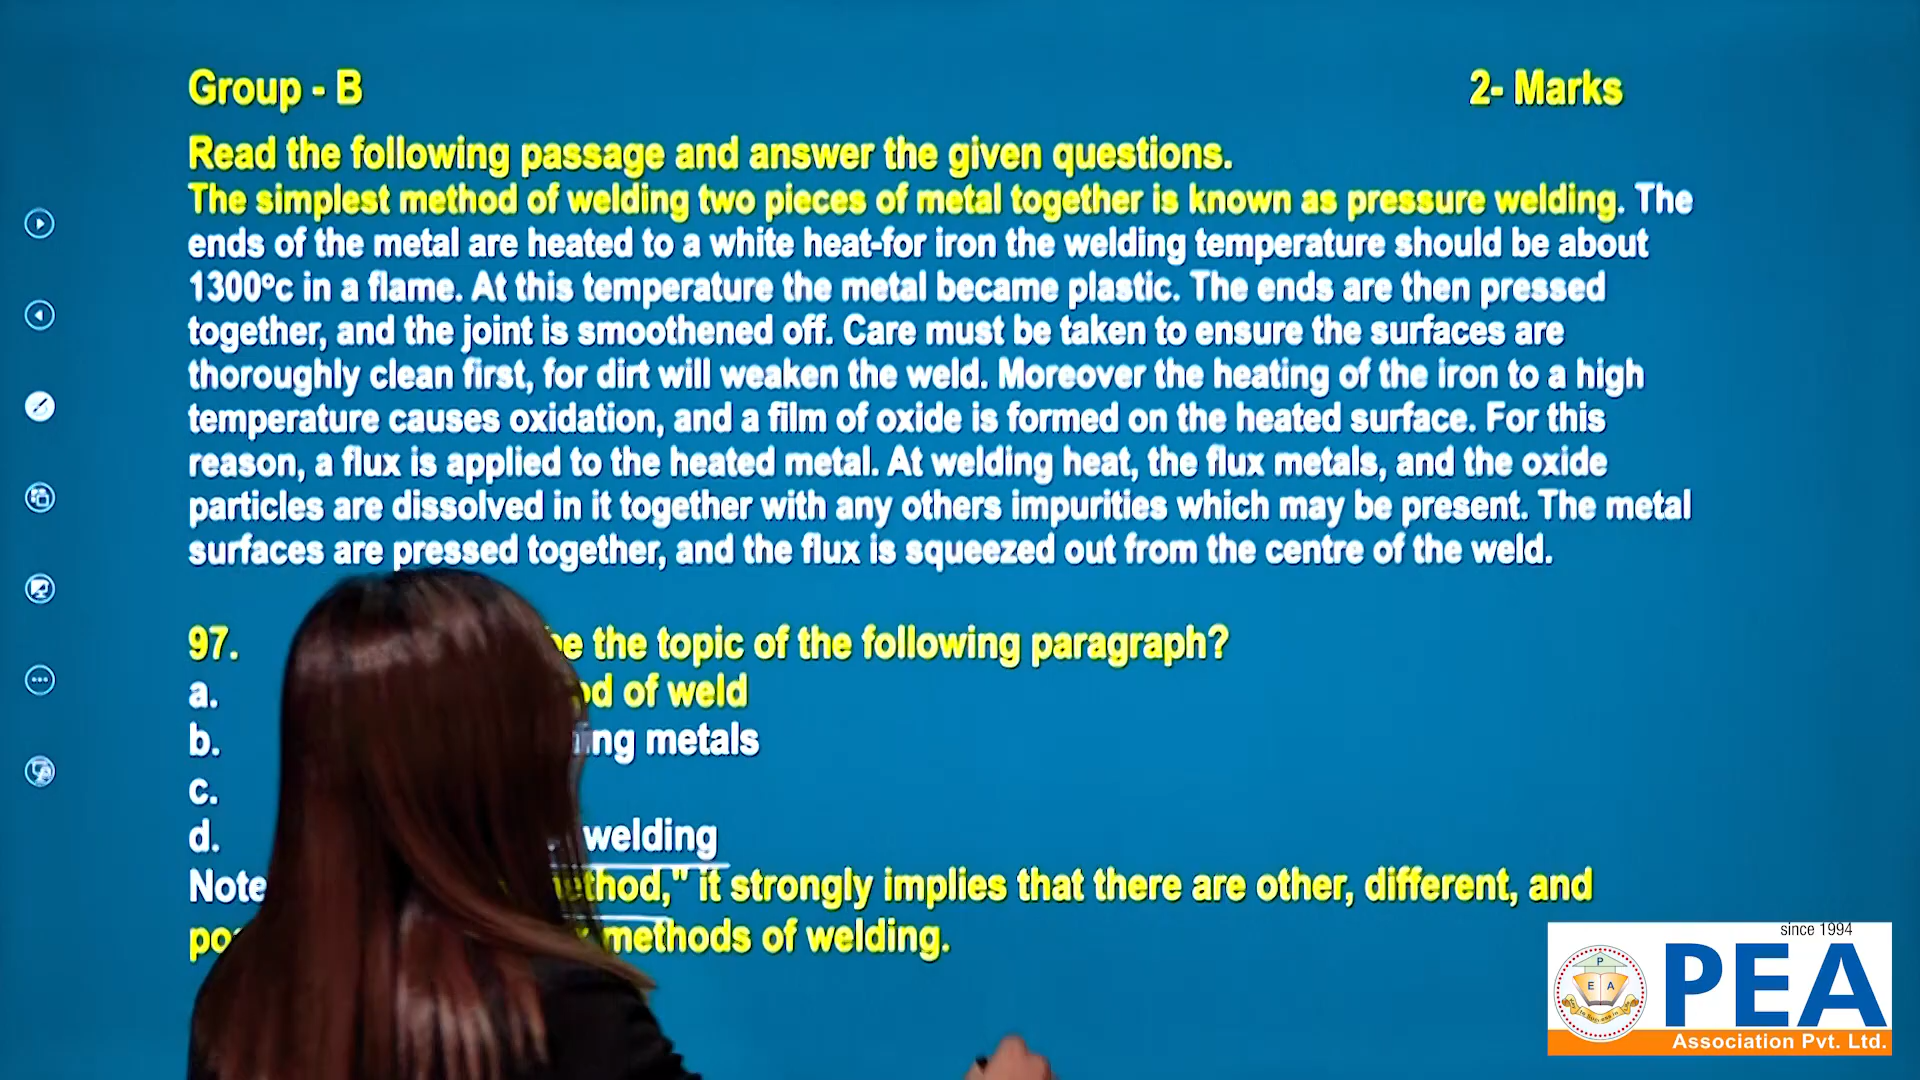 Group - B 2- Marks
Read the following passage and answer the given questions.
The simplest method of welding two pieces of metal together is known as pressure welding. The
ends of the metal are heated to a white heat-for iron the welding temperature should be about
1300ºc in a flame. At this temperature the metal became plastic. The ends are then pressed
together, and the joint is smoothened off. Care must be taken to ensure the surfaces are
thoroughly clean first, for dirt will weaken the weld. Moreover the heating of the iron to a high
temperature causes oxidation, and a film of oxide is formed on the heated surface. For this
reason, a flux is applied to the heated metal. At welding heat, the flux metals, and the oxide
particles are dissolved in it together with any others impurities which may be present. The metal
surfaces are pressed together, and the flux is squeezed out from the centre of the weld.
97. the topic of the following paragraph?
a. of weld
b. metals
c.
d. welding
Note it strongly implies that there are other, different, and
methods of welding.
since 1994
P E A
PEA
Association Pvt. Ltd.